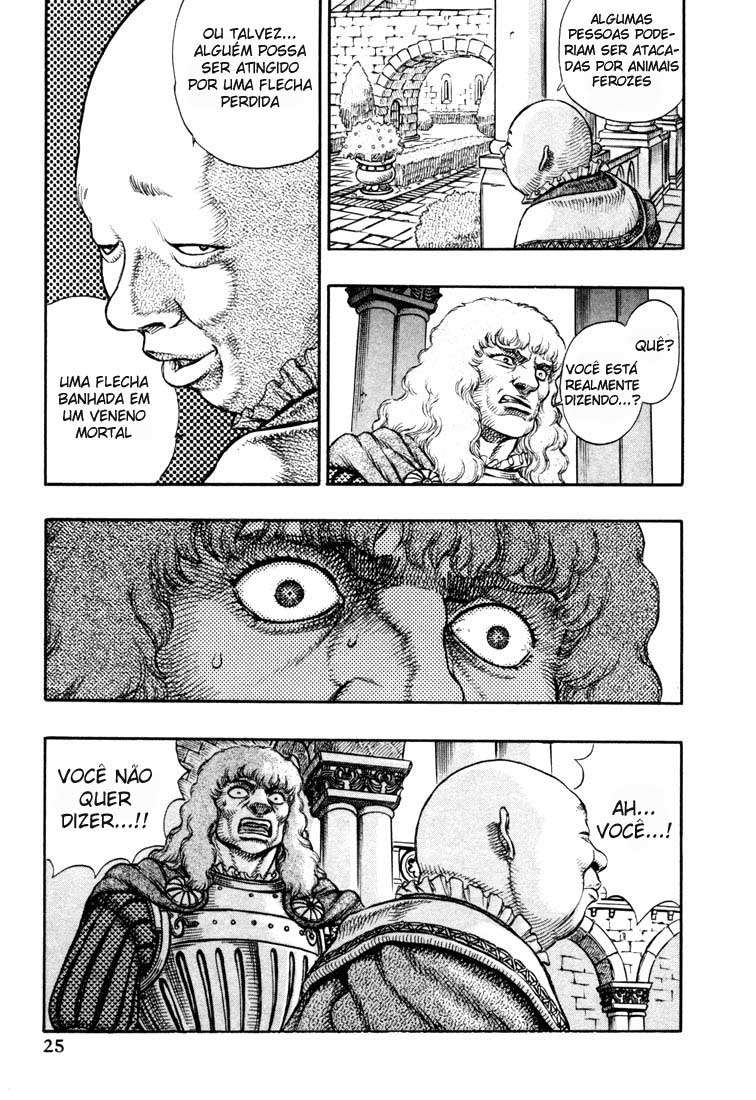 ALGUMAS
PESSOAS PODE-
RIAM SER ATACA-
DAS POR ANIMAIS
FEROZES
OU TALVEZ...
ALGUÉM POSSA
SER ATINGIDO
POR UMA FLECHA
PERDIDA
UMA FLECHA
BANHADA EM
UM VENENO
MORTAL
QUÊ?
VOCÊ ESTÁ
REALMENTE
DIZENDO...?
AH...
VOCÊ...!
VOCÊ NÃO
QUER
DIZER...!!
25